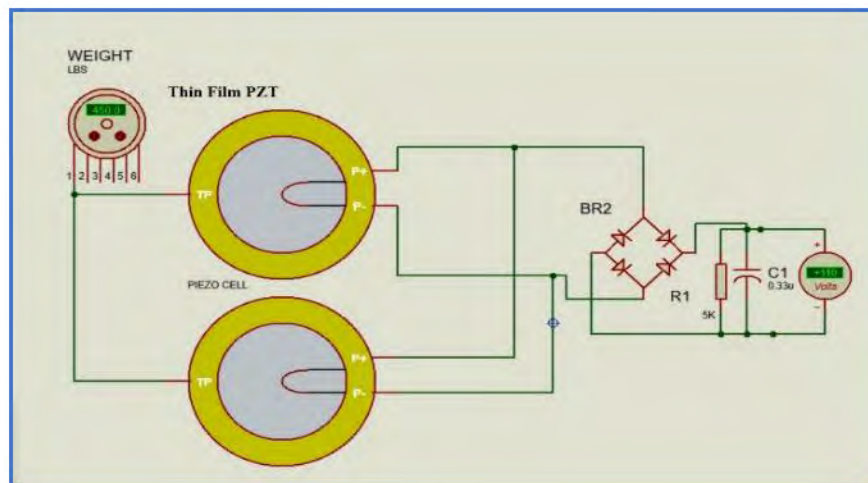 WEIGHT
LBS
450.0
1 2 3 4 5 6
Thin Film PZT
TP
P+
P-
PIEZO CELL
TP
P+
P-
BR2
R1
5K
C1
0.33u
+
+110
Volts
-